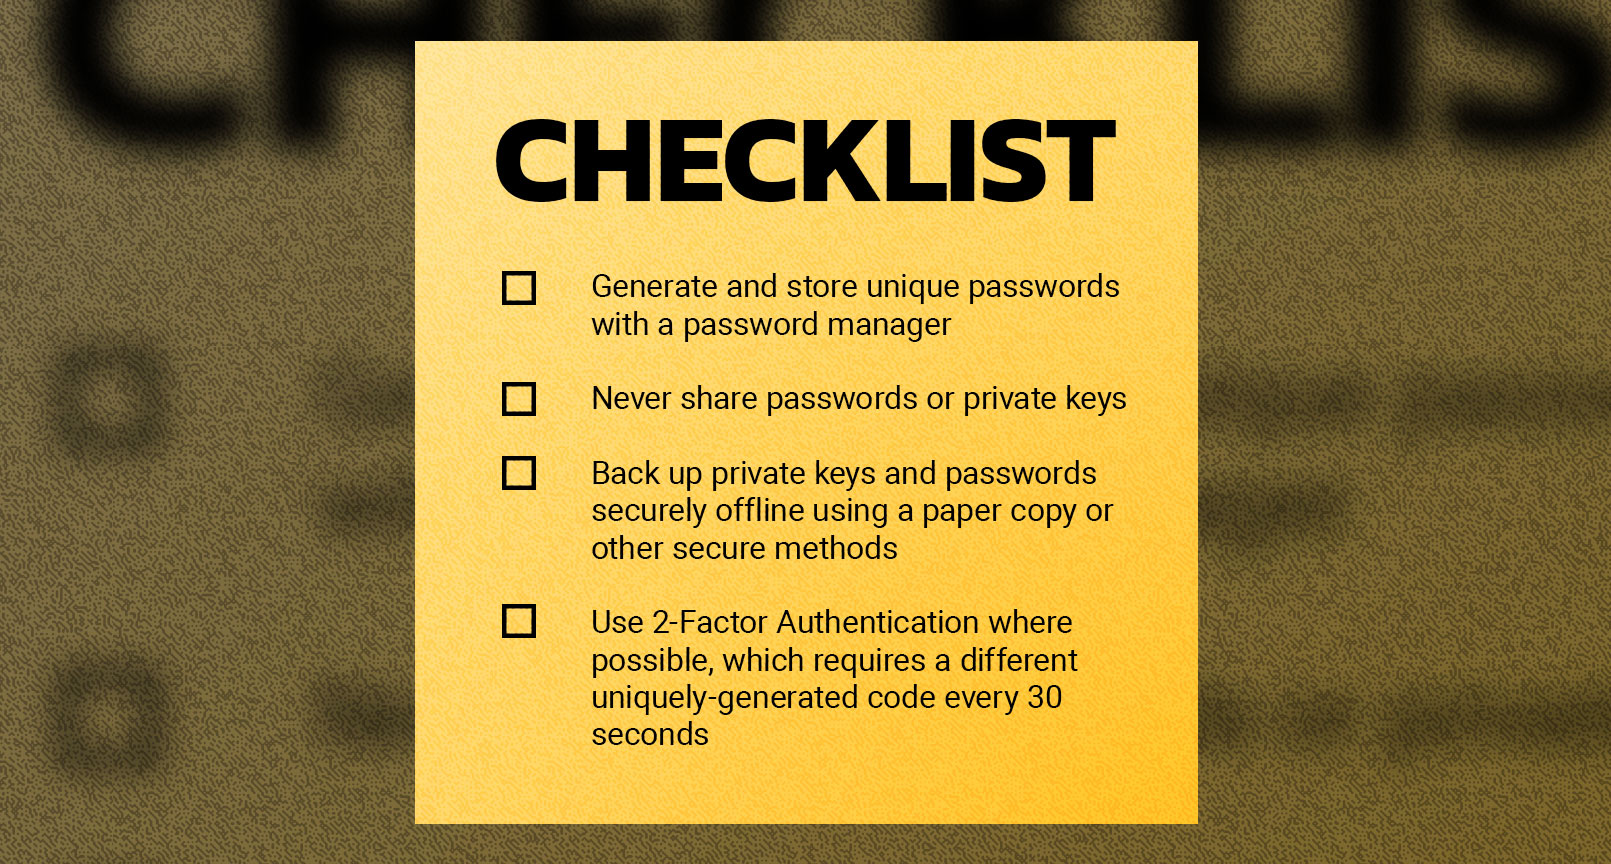 CHECKLIST
Generate and store unique passwords
with a password manager
Never share passwords or private keys
Back up private keys and passwords
securely offline using a paper copy or
other secure methods
Use 2-Factor Authentication where
possible, which requires a different
uniquely-generated code every 30
seconds